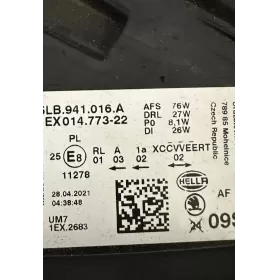 5LB.941.016.A
EX014.773-22
AFS 76W
DRL 27W
P0 8,1W
DI 26W
789 85 Mohelnice
Czech Republic
PL
25 E8 RL A 1a XCCVVEERT
01 03 02 02
11278
28.04.2021
04:38:48
HELLA
AF
UM7
1EX.2683
09S